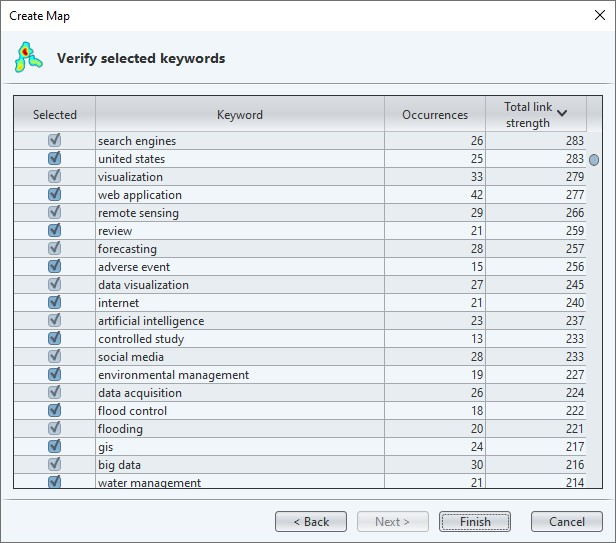 Create Map
Verify selected keywords
Selected Keyword Occurrences Total link strength
search engines 26 283
united states 25 283
visualization 33 279
web application 42 277
remote sensing 29 266
review 21 259
forecasting 28 257
adverse event 15 256
data visualization 27 245
internet 21 240
artificial intelligence 23 237
controlled study 13 233
social media 28 233
environmental management 19 227
data acquisition 26 224
flood control 18 222
flooding 20 221
gis 24 217
big data 30 216
water management 21 214
< Back Next > Finish Cancel